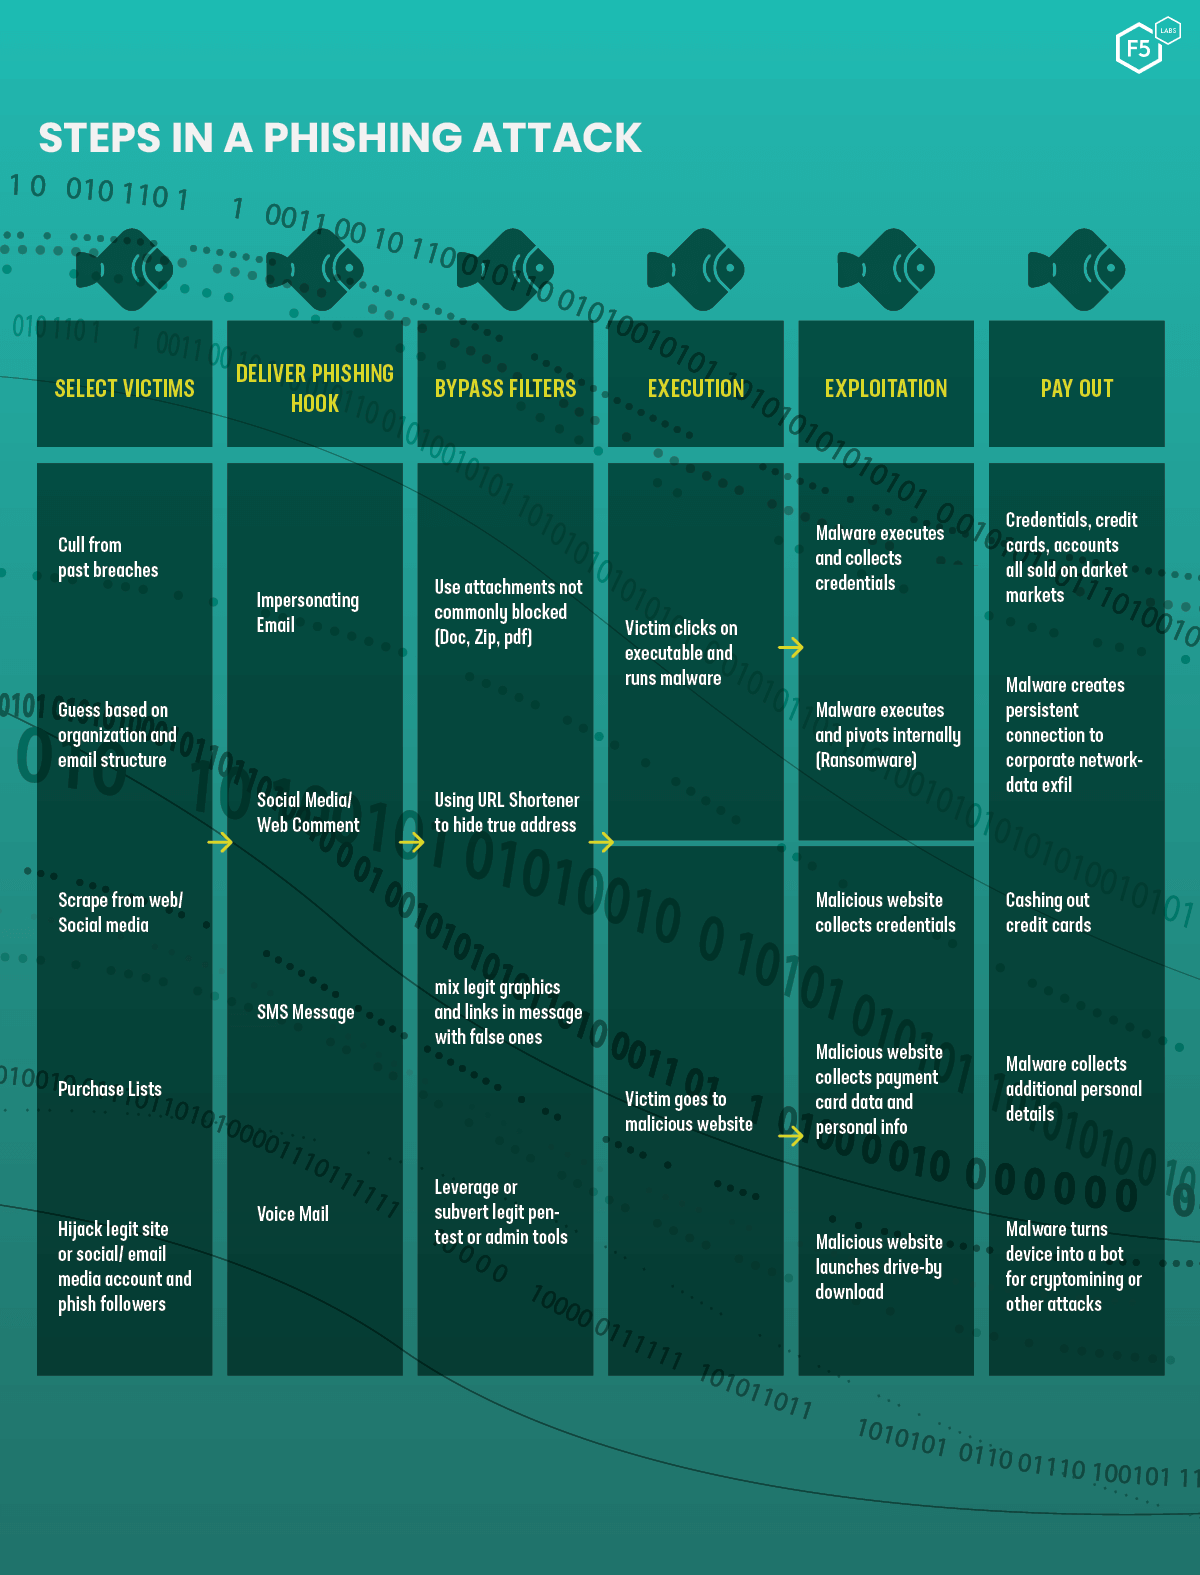 F5
LABS
STEPS IN A PHISHING ATTACK
SELECT VICTIMS
Cull from
past breaches
Guess based on
organization and
email structure
Scrape from web/
Social media
Purchase Lists
Hijack legit site
or social/ email
media account and
phish followers
DELIVER PHISHING
HOOK
Impersonating
Email
Social Media/
Web Comment
SMS Message
Voice Mail
BYPASS FILTERS
Use attachments not
commonly blocked
(Doc, Zip, pdf)
Using URL Shortener
to hide true address
mix legit graphics
and links in message
with false ones
Leverage or
subvert legit pen-
test or admin tools
EXECUTION
Victim clicks on
executable and
runs malware
Victim goes to
malicious website
EXPLOITATION
Malware executes
and collects
credentials
Malware executes
and pivots internally
(Ransomware)
Malicious website
collects credentials
Malicious website
collects payment
card data and
personal info
Malicious website
launches drive-by
download
PAY OUT
Credentials, credit
cards, accounts
all sold on darket
markets
Malware creates
persistent
connection to
corporate network-
data exfil
Cashing out
credit cards
Malware collects
additional personal
details
Malware turns
device into a bot
for cryptomining or
other attacks